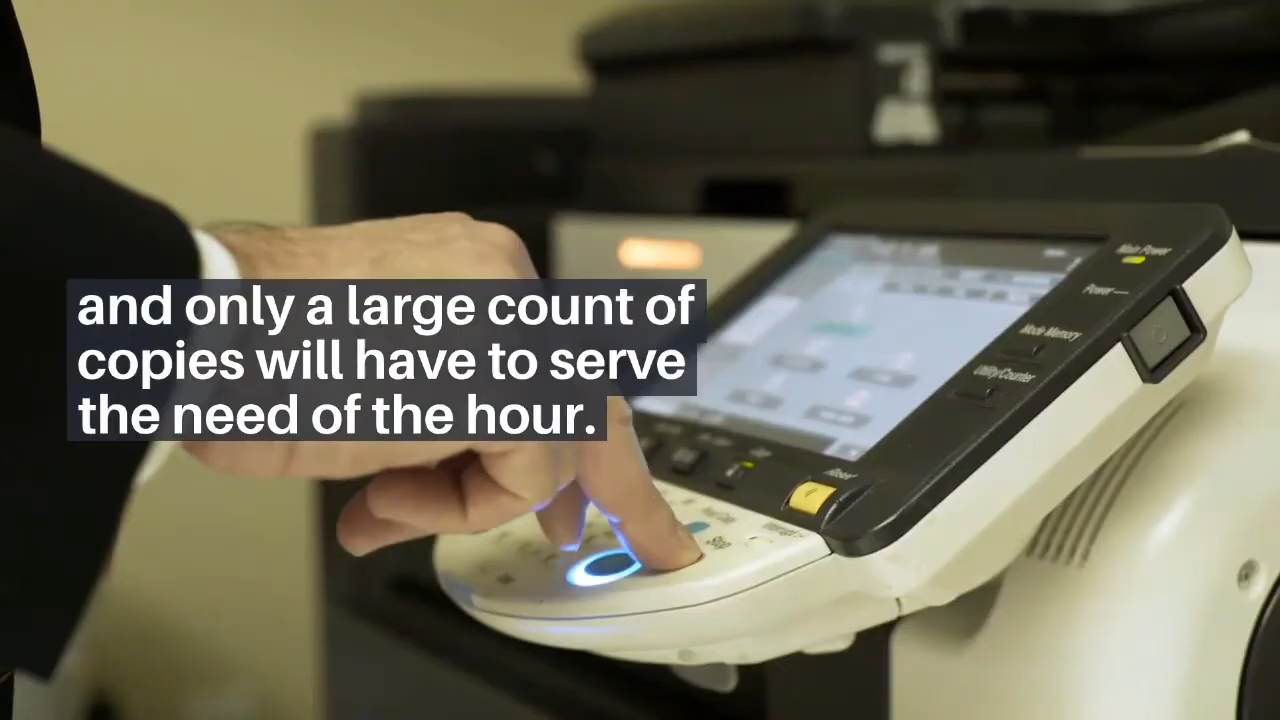 and only a large count of
copies will have to serve
the need of the hour.
Main Power
Power
Mode Memory
Utility/Counter
Reset
Stop